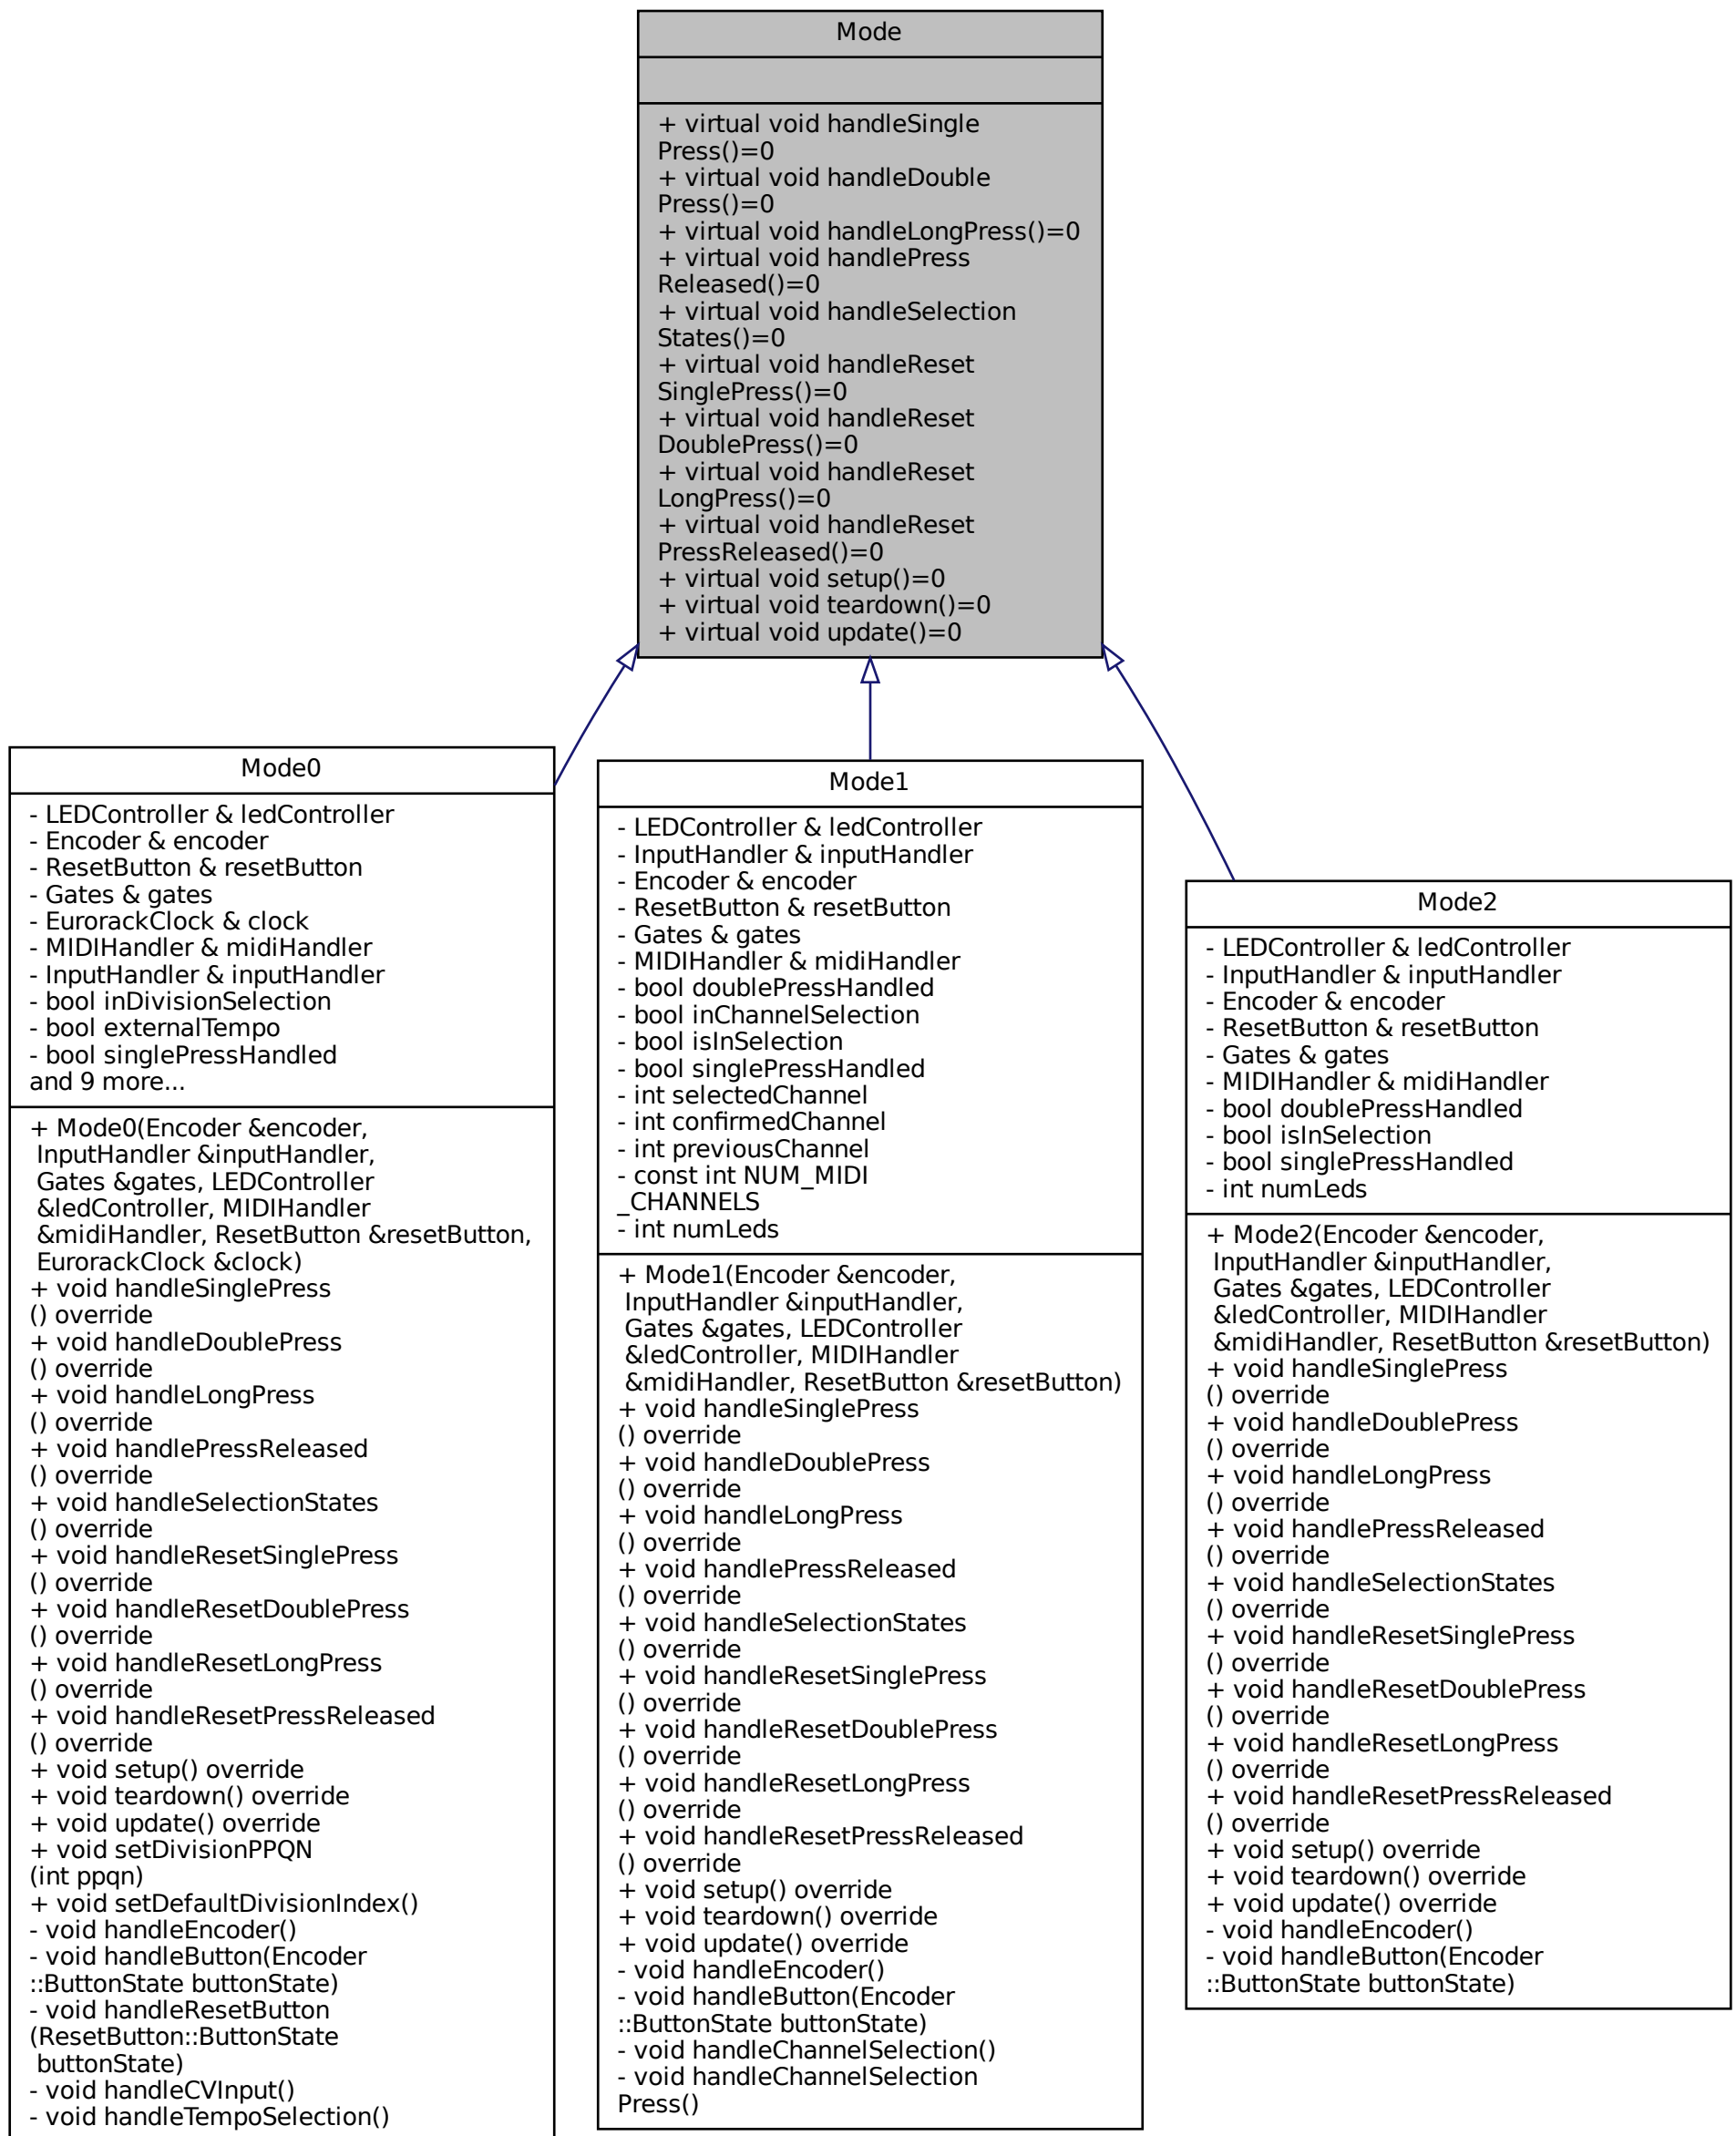 Mode
+ virtual void handleSingle
Press()=0
+ virtual void handleDouble
Press()=0
+ virtual void handleLongPress()=0
+ virtual void handlePress
Released()=0
+ virtual void handleSelection
States()=0
+ virtual void handleReset
SinglePress()=0
+ virtual void handleReset
DoublePress()=0
+ virtual void handleReset
LongPress()=0
+ virtual void handleReset
PressReleased()=0
+ virtual void setup()=0
+ virtual void teardown()=0
+ virtual void update()=0
Mode0
- LEDController & ledController
- Encoder & encoder
- ResetButton & resetButton
- Gates & gates
- EurorackClock & clock
- MIDIHandler & midiHandler
- InputHandler & inputHandler
- bool inDivisionSelection
- bool externalTempo
- bool singlePressHandled
and 9 more...
+ Mode0(Encoder &encoder,
InputHandler &inputHandler,
Gates &gates, LEDController
&ledController, MIDIHandler
&midiHandler, ResetButton &resetButton,
EurorackClock &clock)
+ void handleSinglePress
() override
+ void handleDoublePress
() override
+ void handleLongPress
() override
+ void handlePressReleased
() override
+ void handleSelectionStates
() override
+ void handleResetSinglePress
() override
+ void handleResetDoublePress
() override
+ void handleResetLongPress
() override
+ void handleResetPressReleased
() override
+ void setup() override
+ void teardown() override
+ void update() override
+ void setDivisionPPQN
(int ppqn)
+ void setDefaultDivisionIndex()
- void handleEncoder()
- void handleButton(Encoder
::ButtonState buttonState)
- void handleResetButton
(ResetButton::ButtonState
buttonState)
- void handleCVInput()
- void handleTempoSelection()
Mode1
- LEDController & ledController
- InputHandler & inputHandler
- Encoder & encoder
- ResetButton & resetButton
- Gates & gates
- MIDIHandler & midiHandler
- bool doublePressHandled
- bool inChannelSelection
- bool isInSelection
- bool singlePressHandled
- int selectedChannel
- int confirmedChannel
- int previousChannel
- const int NUM_MIDI
_CHANNELS
- int numLeds
+ Mode1(Encoder &encoder,
InputHandler &inputHandler,
Gates &gates, LEDController
&ledController, MIDIHandler
&midiHandler, ResetButton &resetButton)
+ void handleSinglePress
() override
+ void handleDoublePress
() override
+ void handleLongPress
() override
+ void handlePressReleased
() override
+ void handleSelectionStates
() override
+ void handleResetSinglePress
() override
+ void handleResetDoublePress
() override
+ void handleResetLongPress
() override
+ void handleResetPressReleased
() override
+ void setup() override
+ void teardown() override
+ void update() override
- void handleEncoder()
- void handleButton(Encoder
::ButtonState buttonState)
- void handleChannelSelection()
- void handleChannelSelection
Press()
Mode2
- LEDController & ledController
- InputHandler & inputHandler
- Encoder & encoder
- ResetButton & resetButton
- Gates & gates
- MIDIHandler & midiHandler
- bool doublePressHandled
- bool isInSelection
- bool singlePressHandled
- int numLeds
+ Mode2(Encoder &encoder,
InputHandler &inputHandler,
Gates &gates, LEDController
&ledController, MIDIHandler
&midiHandler, ResetButton &resetButton)
+ void handleSinglePress
() override
+ void handleDoublePress
() override
+ void handleLongPress
() override
+ void handlePressReleased
() override
+ void handleSelectionStates
() override
+ void handleResetSinglePress
() override
+ void handleResetDoublePress
() override
+ void handleResetLongPress
() override
+ void handleResetPressReleased
() override
+ void setup() override
+ void teardown() override
+ void update() override
- void handleEncoder()
- void handleButton(Encoder
::ButtonState buttonState)